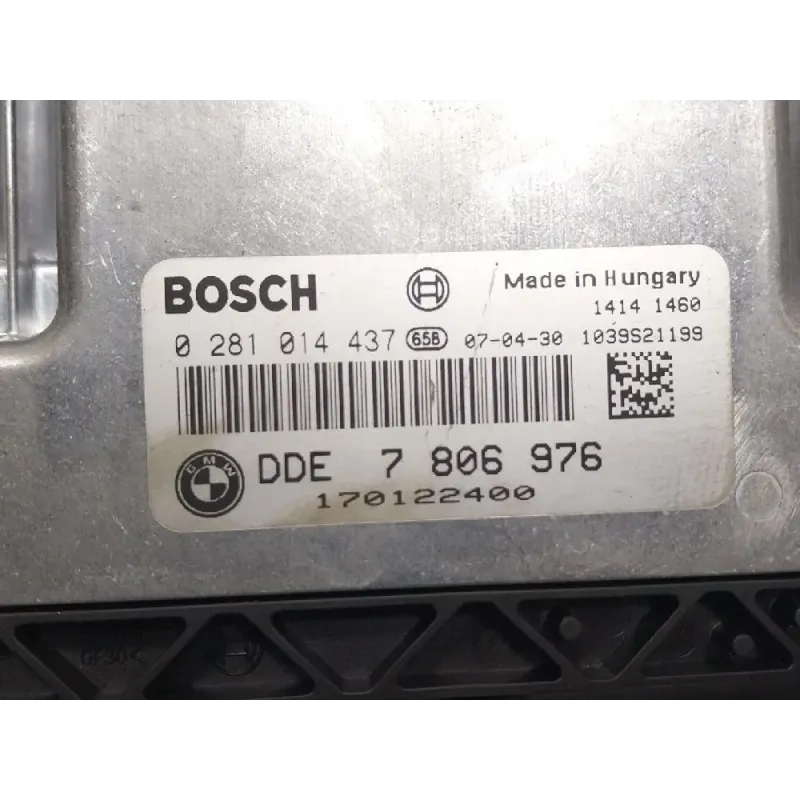 BOSCH
Made in Hungary
1414 1460
0 281 014 437 65B 07-04-30 1039S21199
BMW
DDE 7 806 976
170122400